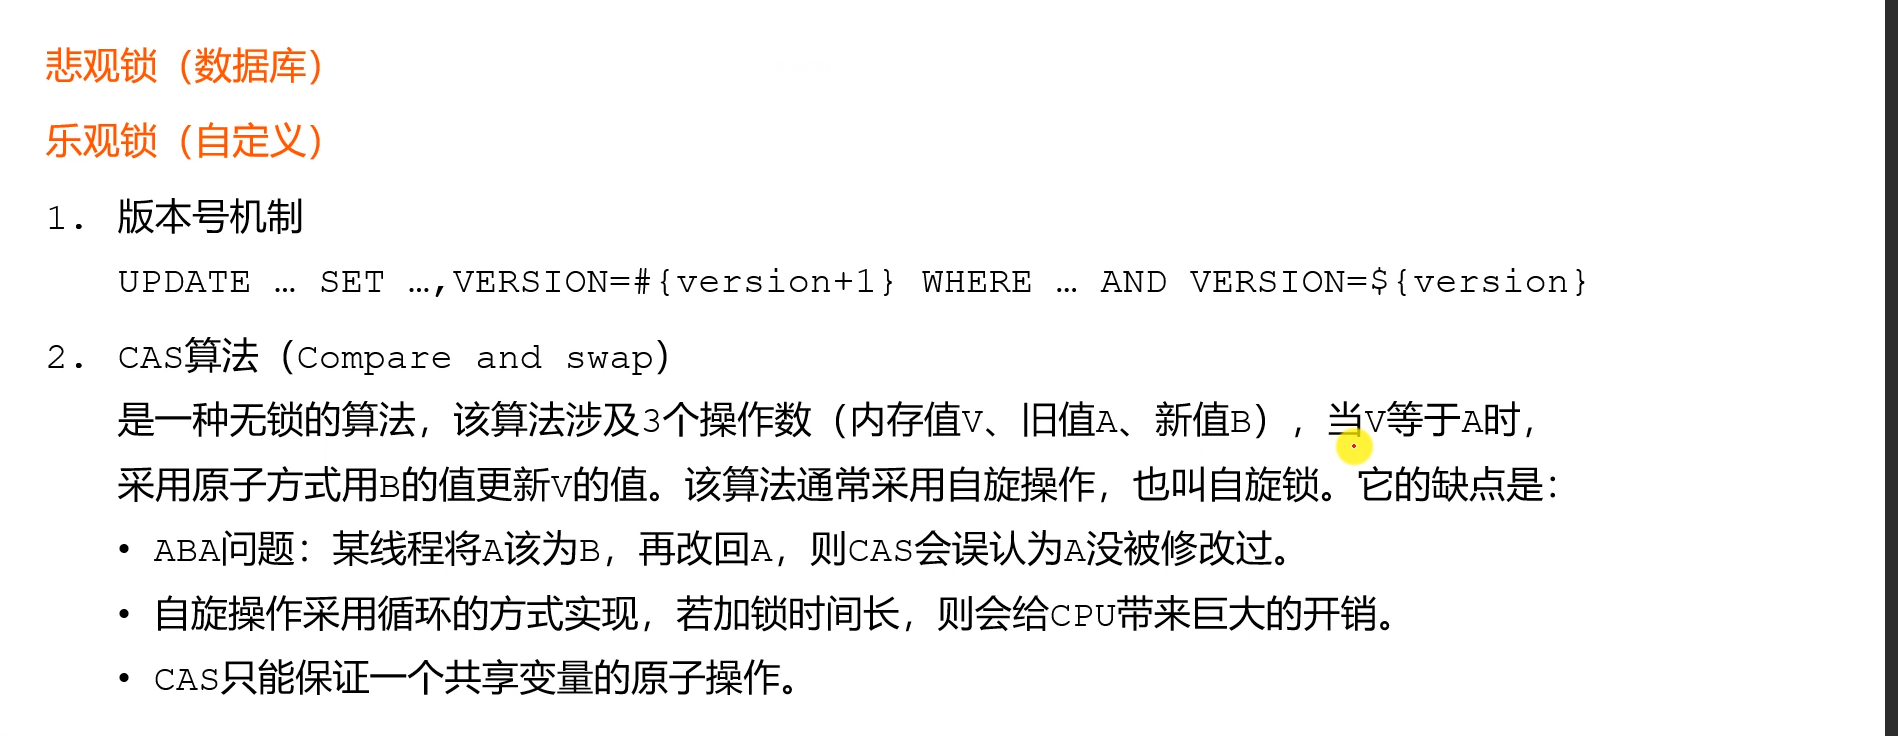 悲观锁（数据库）
乐观锁（自定义）
1. 版本号机制
UPDATE … SET …,VERSION=#{version+1} WHERE … AND VERSION=${version}
2. CAS算法（Compare and swap）
是一种无锁的算法，该算法涉及3个操作数（内存值V、旧值A、新值B），当V等于A时，
采用原子方式用B的值更新V的值。该算法通常采用自旋操作，也叫自旋锁。它的缺点是：
• ABA问题：某线程将A该为B，再改回A，则CAS会误认为A没被修改过。
• 自旋操作采用循环的方式实现，若加锁时间长，则会给CPU带来巨大的开销。
• CAS只能保证一个共享变量的原子操作。